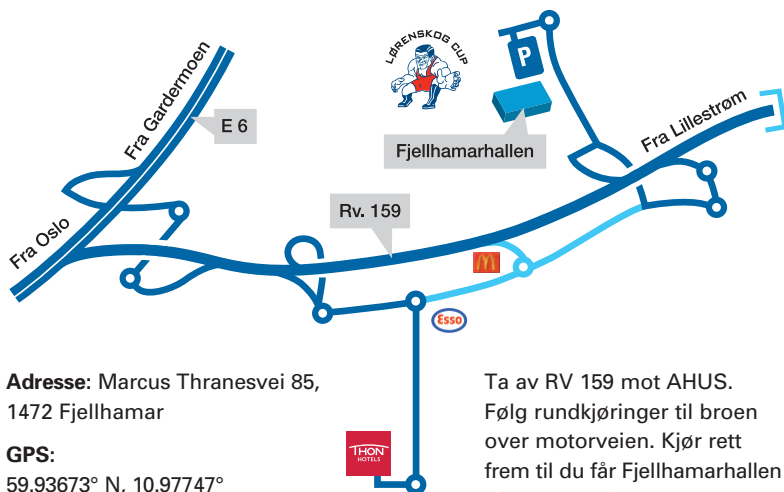 LØRENSKOG CUP
P
Fra Gardermoen
E 6
Fjellhamarhallen
Fra Lillestrøm
Rv. 159
Fra Oslo
Esso
Adresse: Marcus Thranesvei 85,
1472 Fjellhamar
GPS:
59.93673° N, 10.97747°
THON
HOTELS
Ta av RV 159 mot AHUS.
Følg rundkjøringer til broen
over motorveien. Kjør rett
frem til du får Fjellhamarhallen